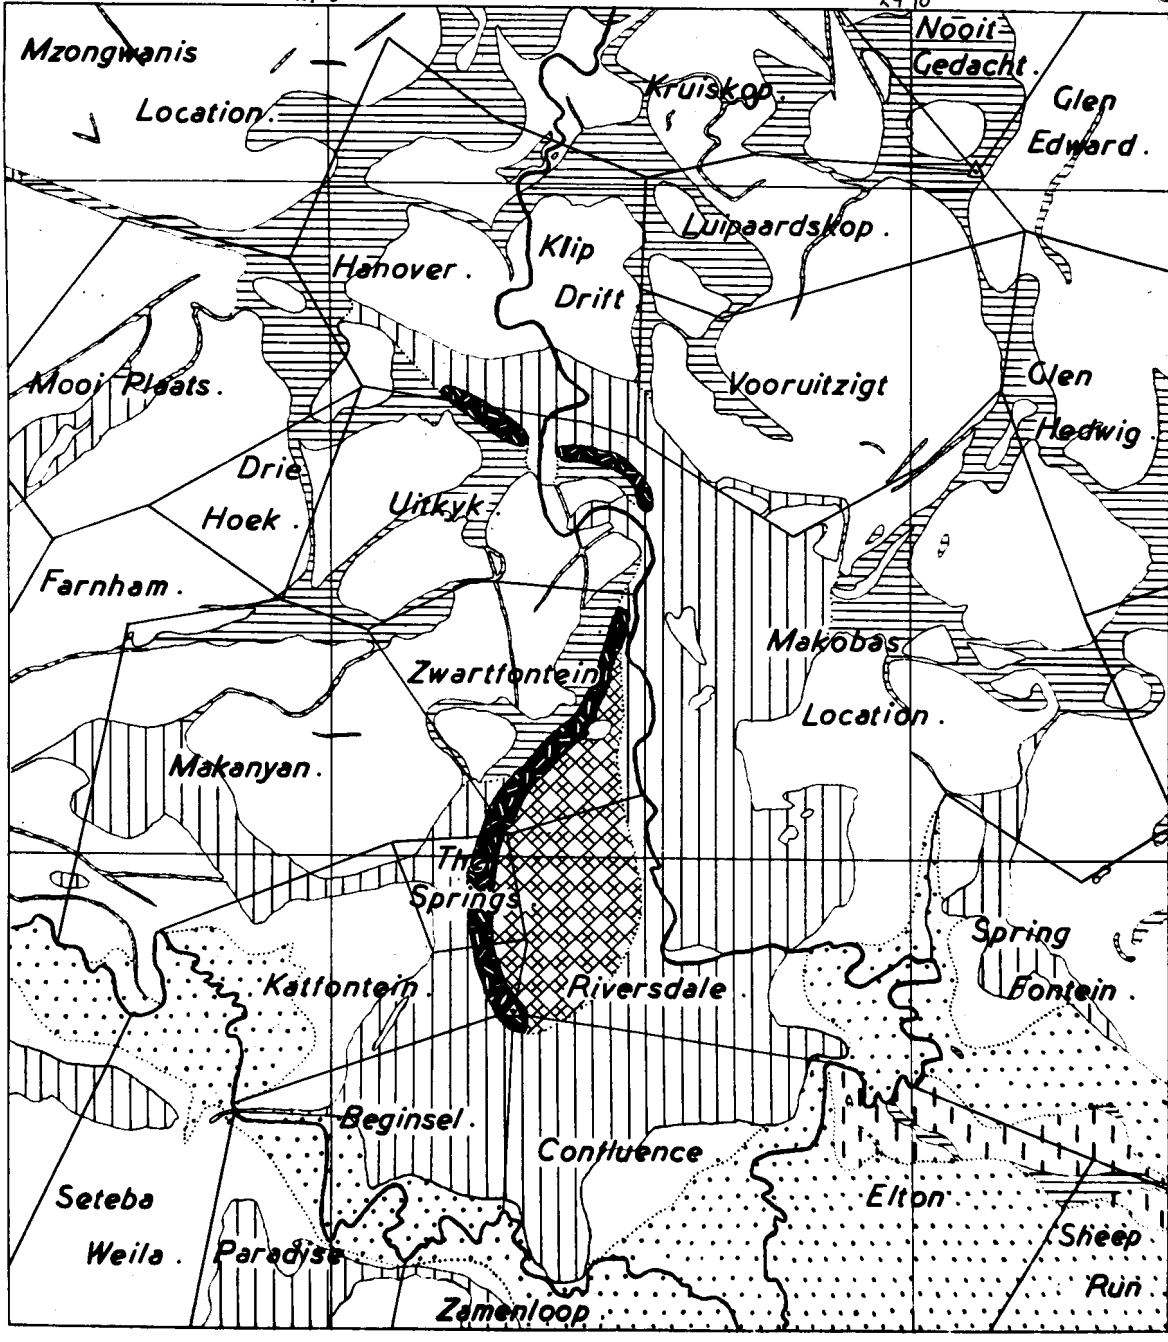 Mzongwanis
Location.
Nooit
Gedacht.
Kruiskop.
Glen
Edward.
Luipaardskop.
Klip
Drift.
Hanover.
Mooi Plaats.
Vooruitzigt
Glen
Hedwig.
Drie
Hoek.
Uitkyk.
Farnham.
Makobas
Location.
Zwartfontein
Makanyan.
The
Springs.
Spring
Fontein.
Katfontein.
Riversdale.
Beginsel.
Confluence.
Seteba
Weila.
Paradise
Elton.
Sheep
Run
Zamenloop